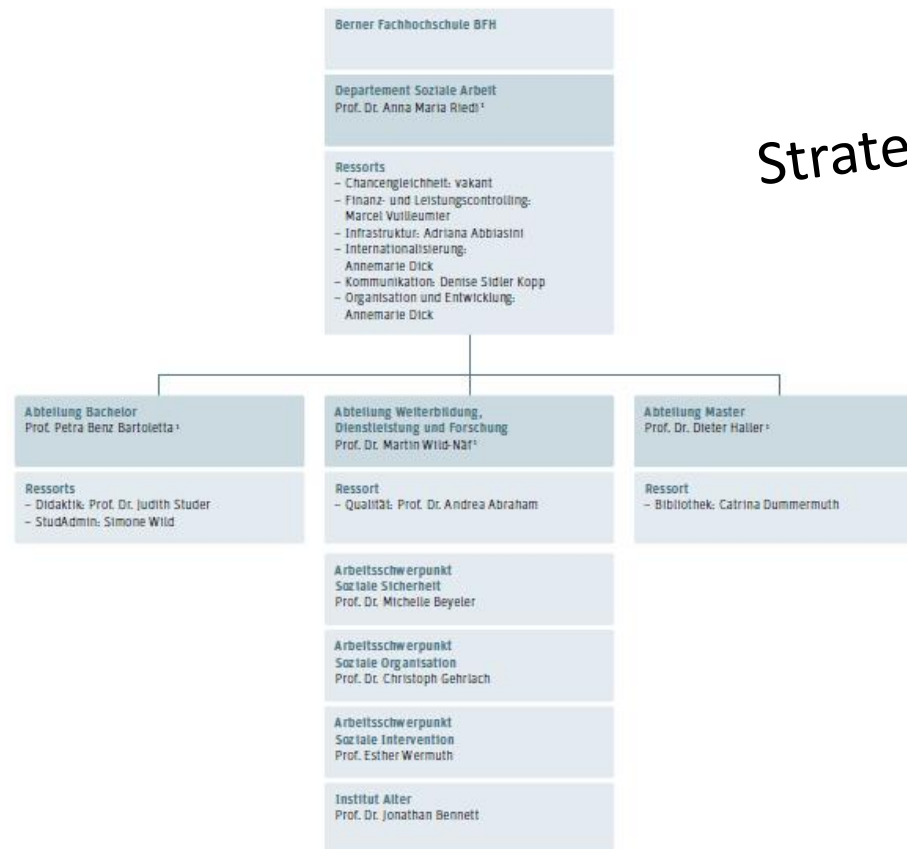 Berner Fachhochschule BFH
Departement Soziale Arbeit
Prof. Dr. Anna Maria Riedi ¹
Strate
Ressorts
– Chancengleichheit: vakant
– Finanz- und Leistungscontrolling:
Marcel Vuilleumier
– Infrastruktur: Adriana Abbiasini
– Internationalisierung:
Annemarie Dick
– Kommunikation: Denise Sidler Kopp
– Organisation und Entwicklung:
Annemarie Dick
Abteilung Bachelor
Prof. Petra Benz Bartoletta ¹
Ressorts
– Didaktik: Prof. Dr. Judith Studer
– StudAdmin: Simone Wild
Abteilung Weiterbildung,
Dienstleistung und Forschung
Prof. Dr. Martin Wild-Näf ¹
Ressort
– Qualität: Prof. Dr. Andrea Abraham
Arbeitsschwerpunkt
Soziale Sicherheit
Prof. Dr. Michelle Beyeler
Arbeitsschwerpunkt
Soziale Organisation
Prof. Dr. Christoph Gehrlach
Arbeitsschwerpunkt
Soziale Intervention
Prof. Esther Wermuth
Institut Alter
Prof. Dr. Jonathan Bennett
Abteilung Master
Prof. Dr. Dieter Haller ¹
Ressort
– Bibliothek: Catrina Dummermuth